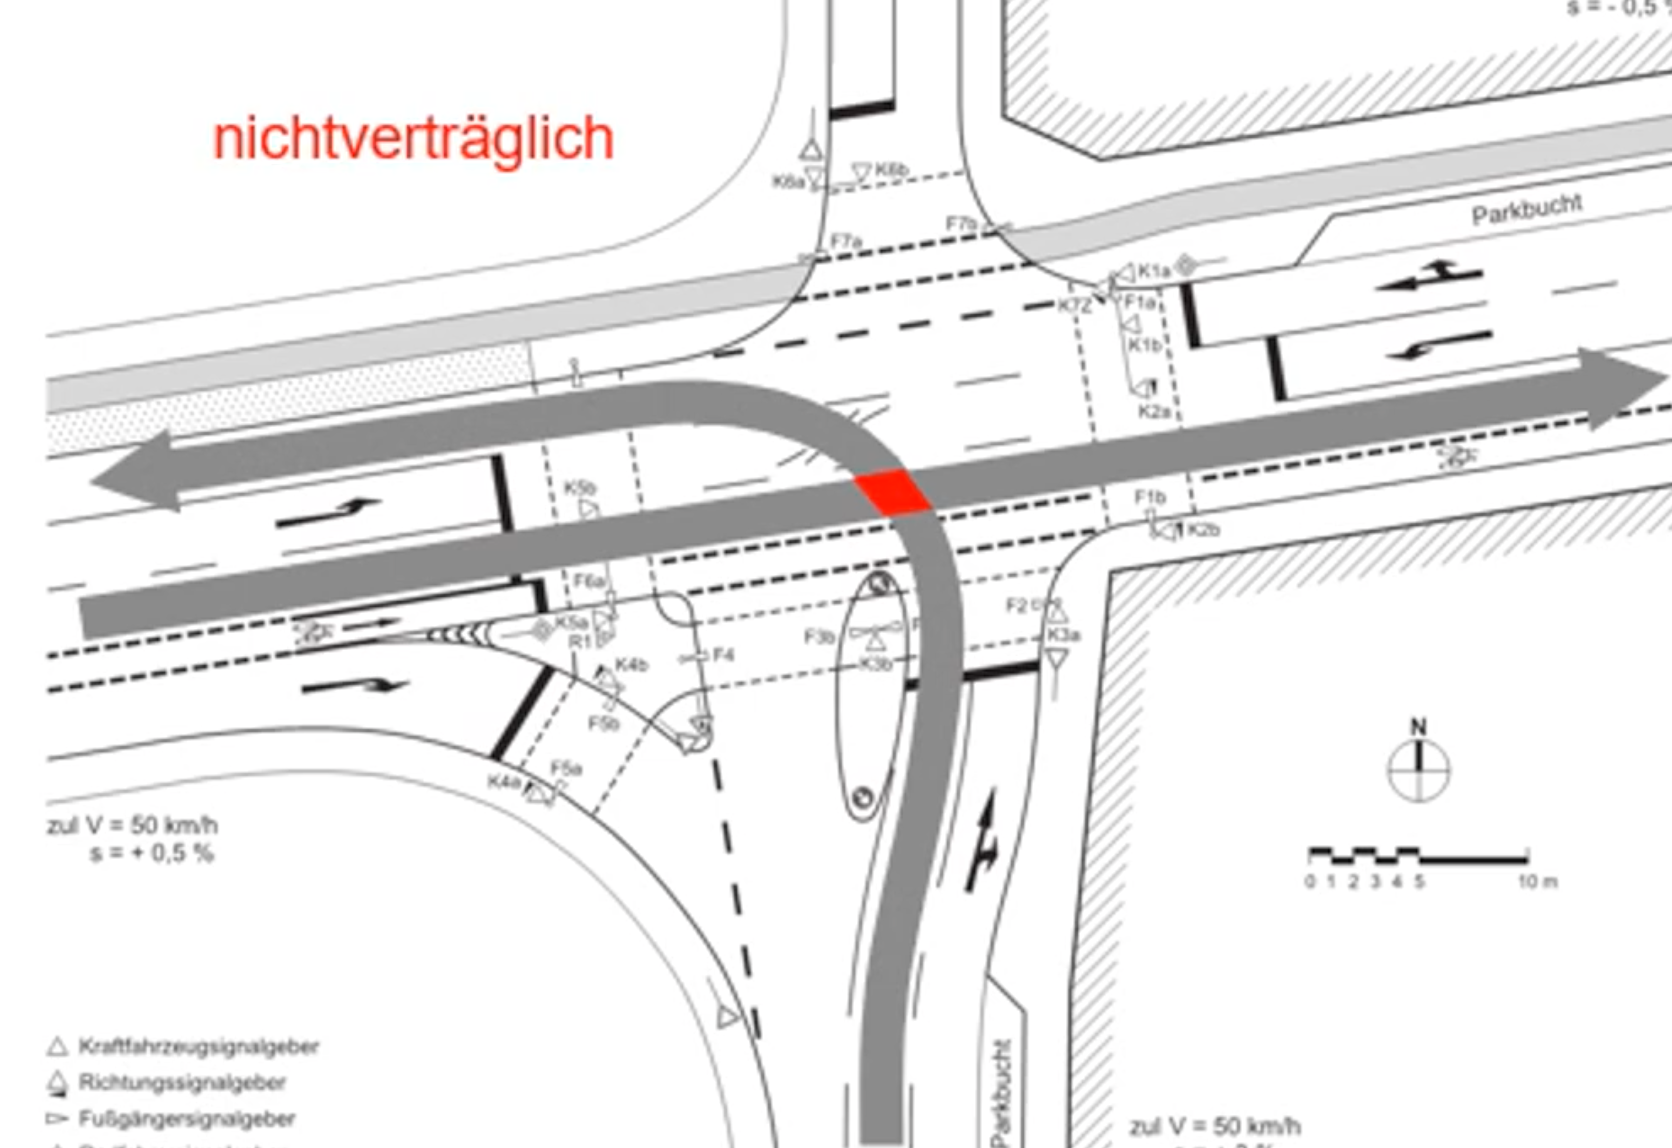 s = - 0,5 %
nichtverträglich
K6a
K6b
F7b
F7a
Parkbucht
K1a
K7Z
F1a
K1b
K2a
K5b
F1b
K2b
F6a
K5a
R1
F2
F3b
K3a
K3b
F4
K4b
F5b
F5a
K4a
N
zul V = 50 km/h
s = + 0,5 %
0 1 2 3 4 5 10 m
Parkbucht
Kraftfahrzeugsignalgeber
Richtungssignalgeber
Fußgängersignalgeber
zul V = 50 km/h